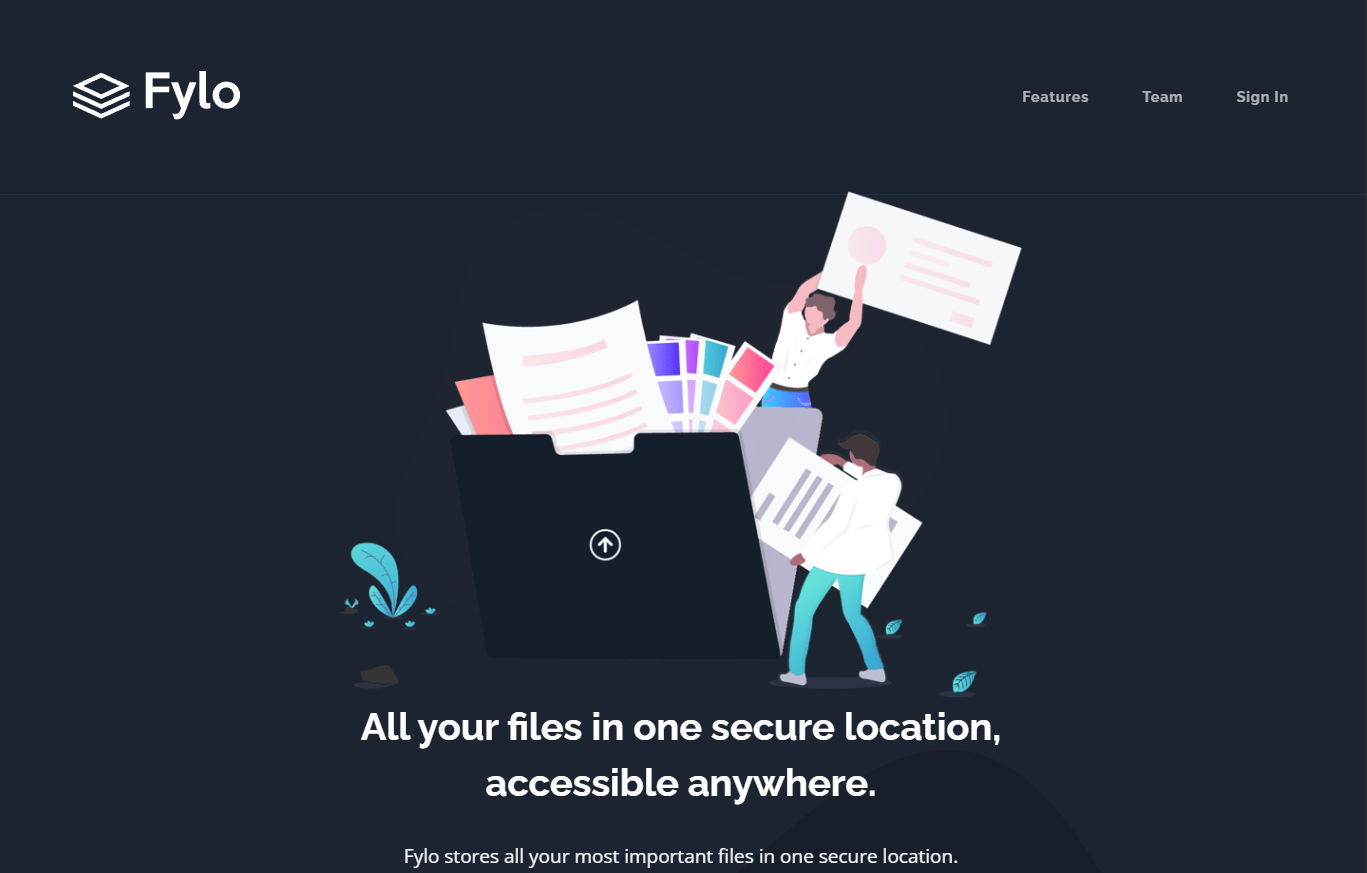 Fylo
Features Team Sign In
All your files in one secure location,
accessible anywhere.
Fylo stores all your most important files in one secure location.